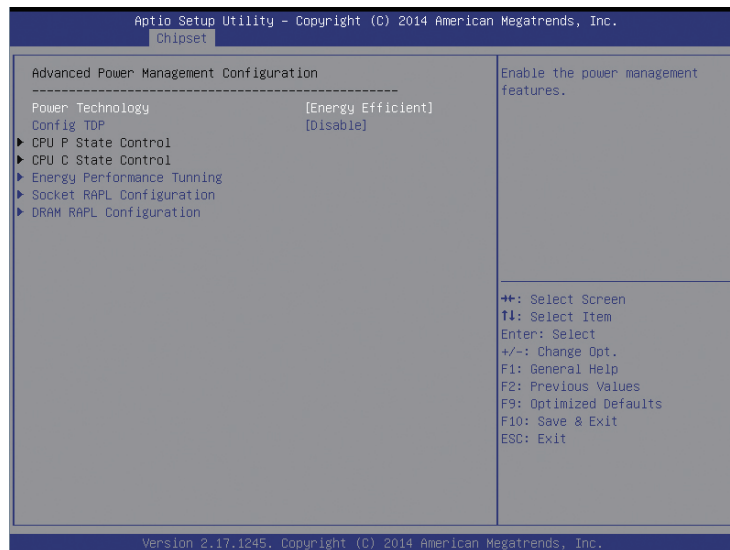 Aptio Setup Utility – Copyright (C) 2014 American Megatrends, Inc.
Chipset
Advanced Power Management Configuration
------------------------------------------------
Power Technology [Energy Efficient]
Config TDP [Disable]
▶ CPU P State Control
▶ CPU C State Control
▶ Energy Performance Tunning
▶ Socket RAPL Configuration
▶ DRAM RAPL Configuration
Enable the power management
features.
→←: Select Screen
↑↓: Select Item
Enter: Select
+/-: Change Opt.
F1: General Help
F2: Previous Values
F9: Optimized Defaults
F10: Save & Exit
ESC: Exit
Version 2.17.1245. Copyright (C) 2014 American Megatrends, Inc.